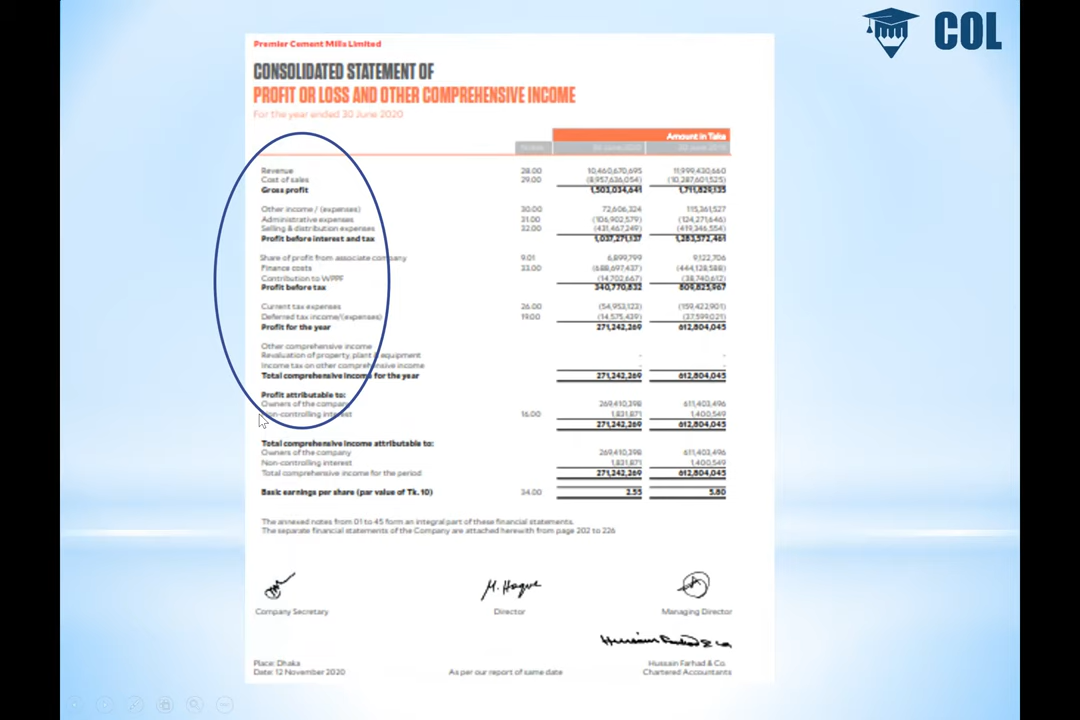 COL
Premier Cement Mills Limited
CONSOLIDATED STATEMENT OF
PROFIT OR LOSS AND OTHER COMPREHENSIVE INCOME
For the year ended 30 June 2020
Amount in Taka
Notes 30 June 2020 30 June 2019
Revenue 28.00 10,460,670,695 11,999,430,660
Cost of sales 29.00 (8,957,636,054) (10,287,601,525)
Gross profit 1,503,034,641 1,711,829,135
Other income / (expenses) 30.00 72,606,324 115,361,527
Administrative expenses 31.00 (106,902,579) (124,271,646)
Selling & distribution expenses 32.00 (431,467,249) (419,346,554)
Profit before interest and tax 1,037,271,137 1,283,572,461
Share of profit from associate company 9.01 6,899,799 9,122,706
Finance costs 33.00 (688,697,437) (444,128,588)
Contribution to WPPF (14,702,667) (38,740,612)
Profit before tax 340,770,832 809,825,967
Current tax expenses 26.00 (54,953,123) (159,422,901)
Deferred tax income/(expenses) 19.00 (14,575,439) (37,599,021)
Profit for the year 271,242,269 612,804,045
Other comprehensive income
Revaluation of property, plant & equipment - -
Income tax on other comprehensive income - -
Total comprehensive income for the year 271,242,269 612,804,045
Profit attributable to:
Owners of the company 269,410,398 611,403,496
Non-controlling interest 16.00 1,831,871 1,400,549
271,242,269 612,804,045
Total comprehensive income attributable to:
Owners of the company 269,410,398 611,403,496
Non-controlling interest 1,831,871 1,400,549
Total comprehensive income for the period 271,242,269 612,804,045
Basic earnings per share (par value of Tk. 10) 34.00 2.55 5.80
The annexed notes from 01 to 45 form an integral part of these financial statements.
The separate financial statements of the Company are attached herewith from page 202 to 226
M. Haque
Company Secretary Director Managing Director
Hussain Farhad & Co.
Place: Dhaka Hussain Farhad & Co.
Date: 12 November 2020 As per our report of same date Chartered Accountants